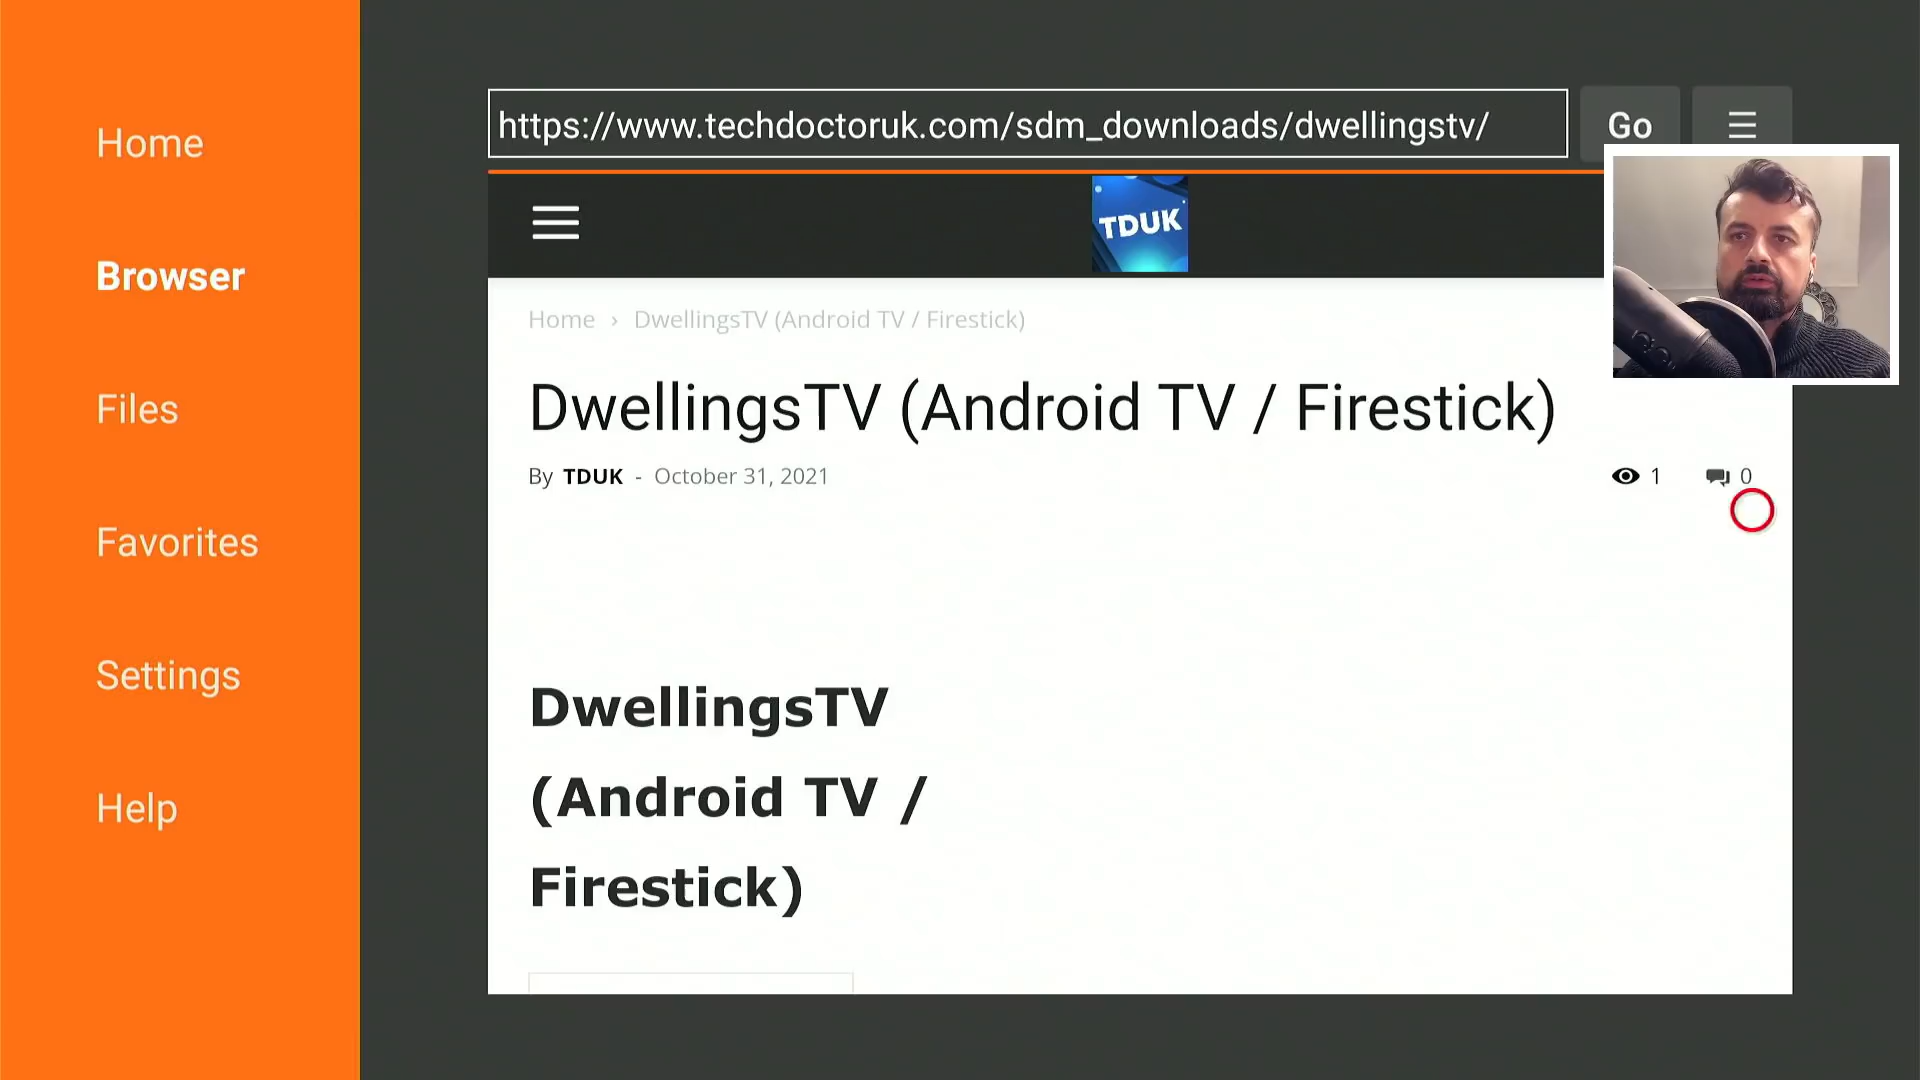 Home
Browser
Files
Favorites
Settings
Help
https://www.techdoctoruk.com/sdm_downloads/dwellingstv/
Go
TDUK
Home › DwellingsTV (Android TV / Firestick)
DwellingsTV (Android TV / Firestick)
By TDUK - October 31, 2021
1
0
DwellingsTV
(Android TV /
Firestick)